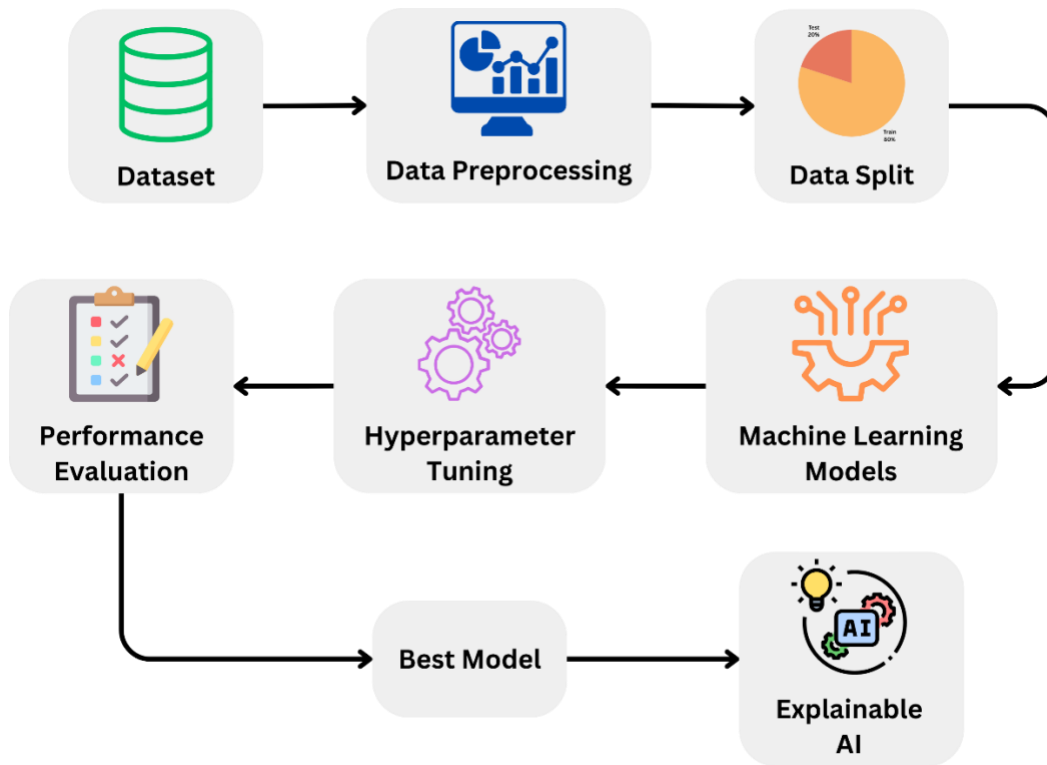 Test
20%
Train
80%
Dataset
Data Preprocessing
Data Split
Performance
Evaluation
Hyperparameter
Tuning
Machine Learning
Models
Best Model
AI
Explainable
AI